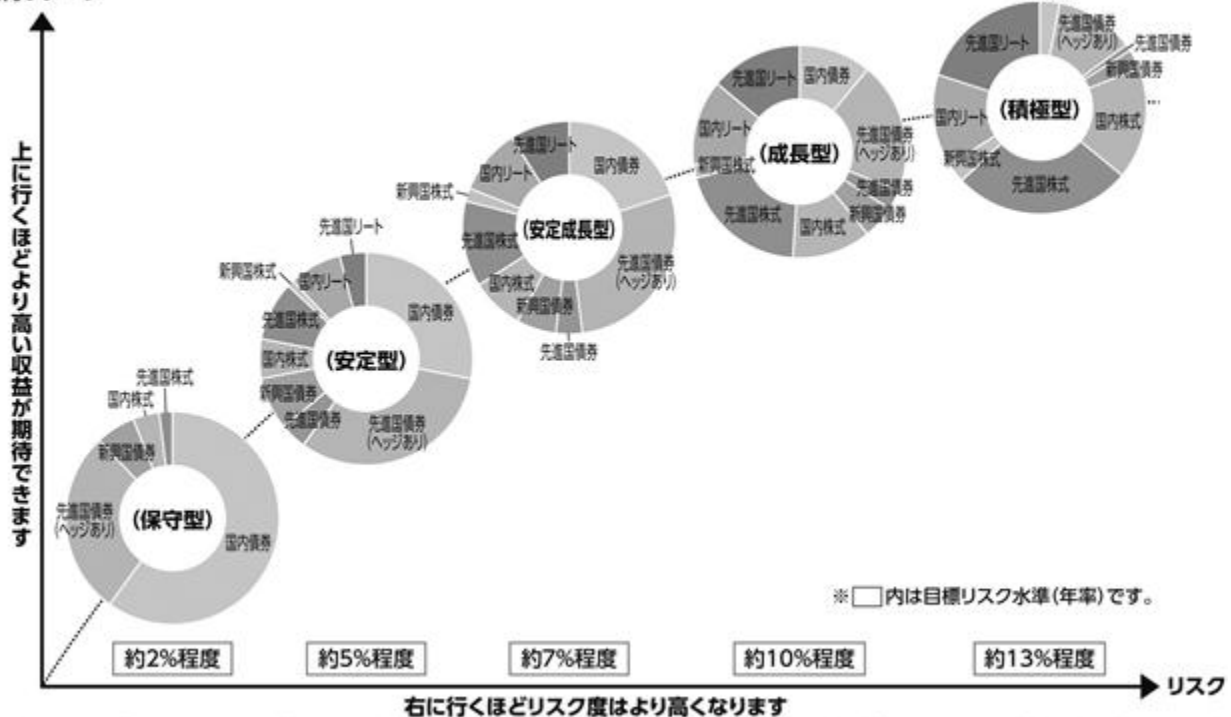 上に行くほどより高い収益が期待できます
先進国リート
先進国債券
(ヘッジあり)
先進国債券
新興国債券
国内リート
(積極型)
国内株式
新興国株式
先進国株式
先進国リート
国内債券
国内リート
(成長型)
先進国債券
(ヘッジあり)
新興国株式
先進国債券
先進国株式
国内株式
新興国債券
先進国リート
国内債券
国内リート
新興国株式
(安定成長型)
先進国株式
先進国債券
(ヘッジあり)
国内株式
新興国債券
先進国債券
先進国リート
新興国株式
国内リート
国内債券
先進国株式
(安定型)
国内株式
新興国債券
先進国債券
先進国債券
(ヘッジあり)
先進国株式
国内株式
新興国債券
先進国債券
(ヘッジあり)
(保守型)
国内債券
※ 内は目標リスク水準(年率)です。
約2%程度
約5%程度
約7%程度
約10%程度
約13%程度
リスク
右に行くほどリスク度はより高くなります